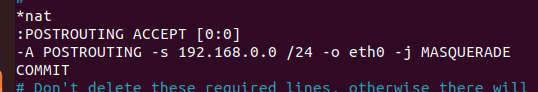 *nat
:POSTROUTING ACCEPT [0:0]
-A POSTROUTING -s 192.168.0.0 /24 -o eth0 -j MASQUERADE
COMMIT
# Don't delete these required lines, otherwise there will